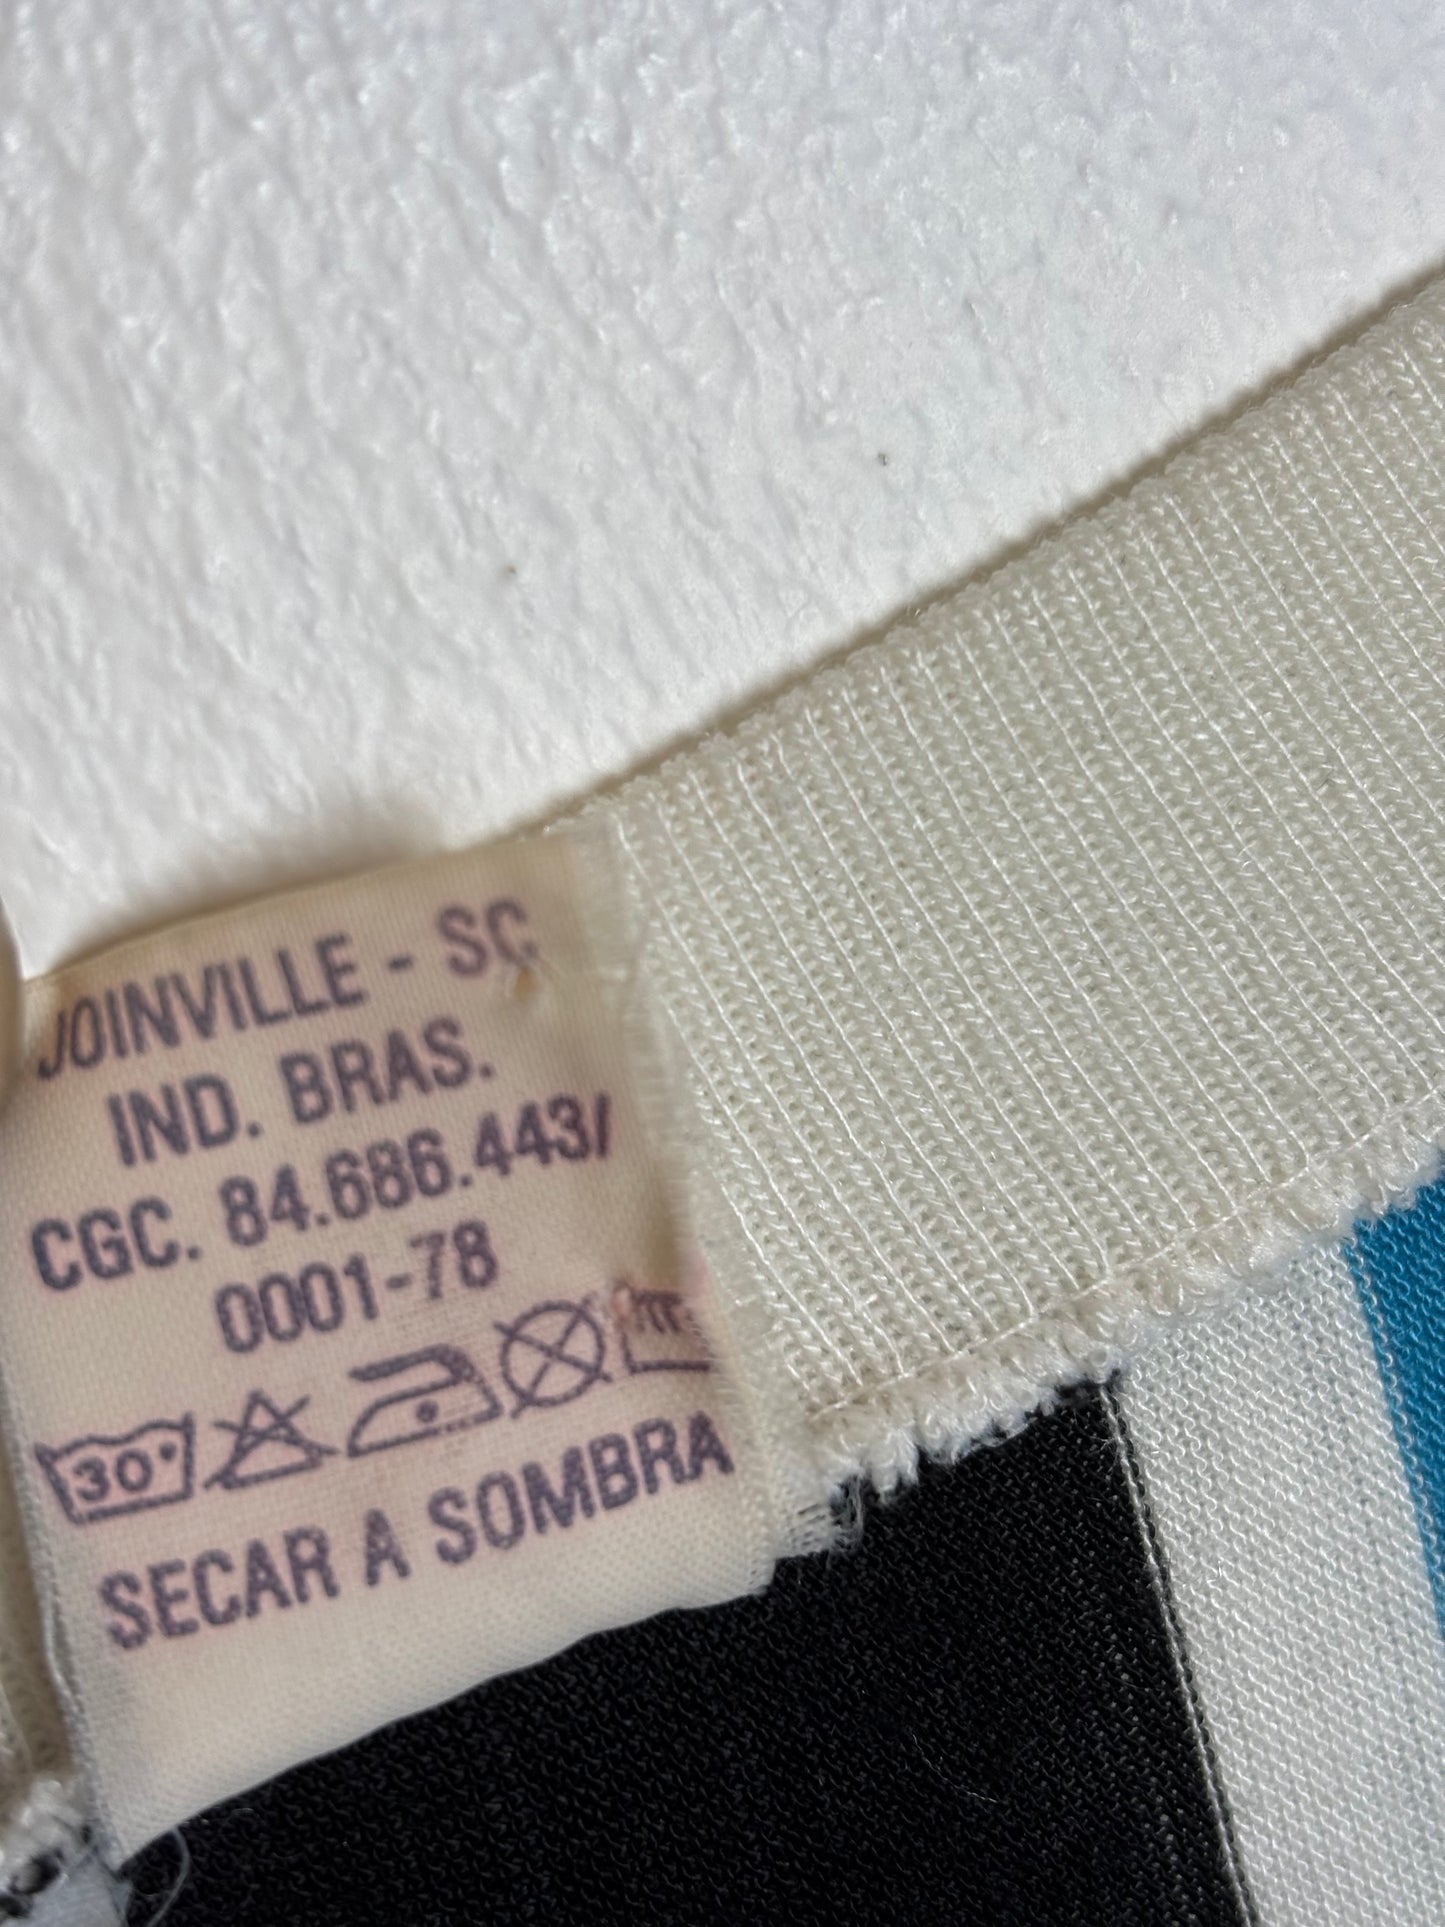 JOINVILLE - SC
IND. BRAS.
CGC. 84.686.443/
0001-78
30°
SECAR A SOMBRA